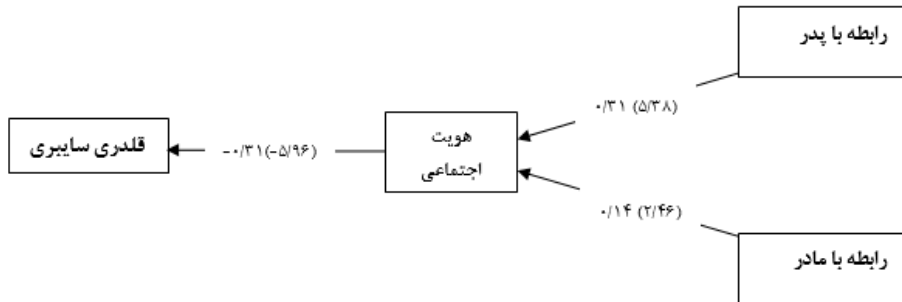 رابطه با پدر
۰/۳۱ (۵/۳۸)
هویت
اجتماعی
-۰/۳۱(-۵/۹۶)
قلدری سایبری
۰/۱۴ (۲/۴۶)
رابطه با مادر